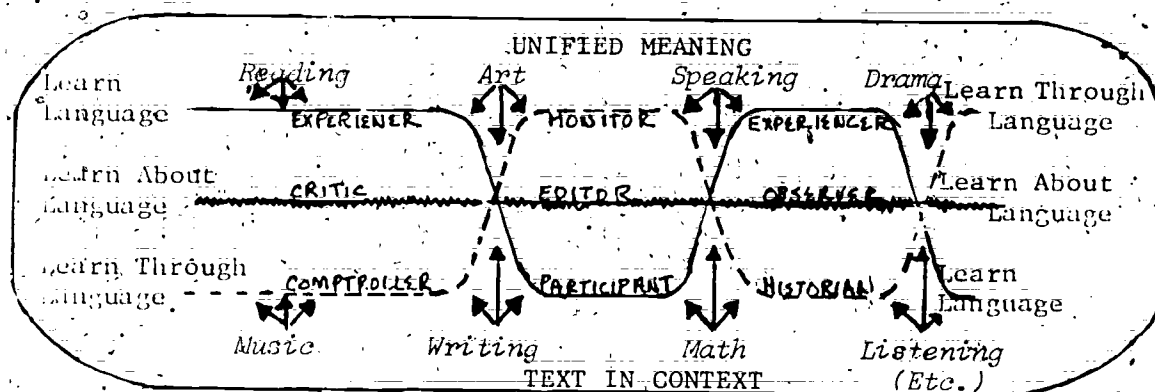 UNIFIED MEANING
Reading Art Speaking Drama
Learn
Language
Learn Through
Language
EXPERIENER MONITOR EXPERIENCER
Learn About
Language
CRITIC EDITOR OBSERVER
Learn About
Language
Learn Through
Language
COMPTROLLER PARTICIPANT HISTORIAN
Learn
Language
Music Writing Math Listening
(Etc.)
TEXT IN CONTEXT